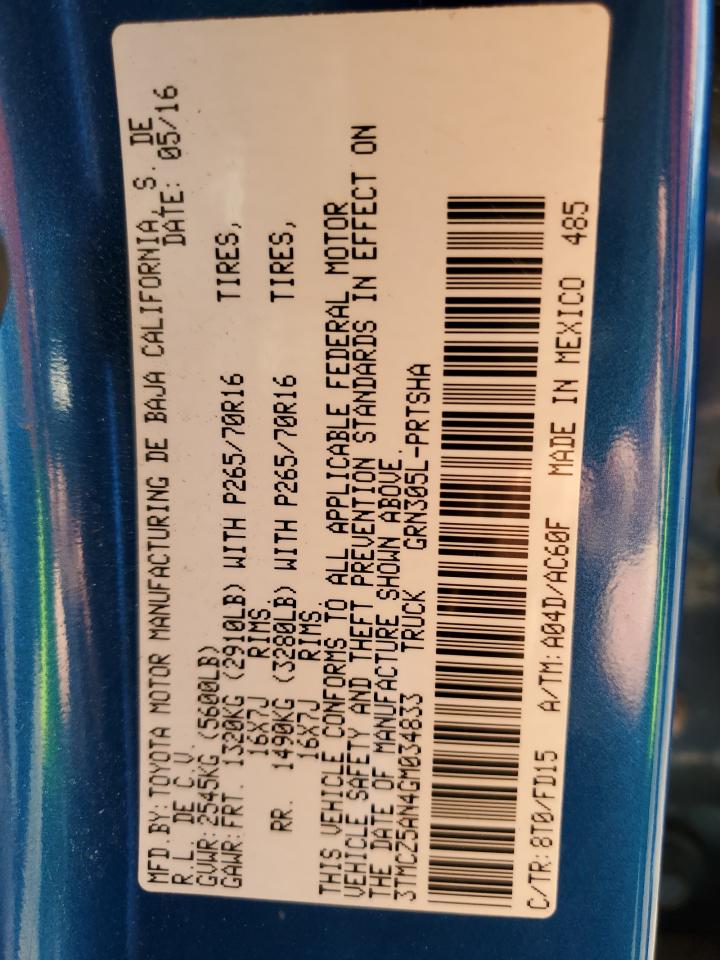 MFD BY: TOYOTA MOTOR MANUFACTURING DE BAJA CALIFORNIA, S. DE
R.L. DE C.V. DATE: 05/16
GVWR: 2545KG (5600LB)
GAWR: FRT. 1320KG (2910LB) WITH P265/70R16 TIRES,
16X7J RIMS.
RR. 1490KG (3280LB) WITH P265/70R16 TIRES,
16X7J RIMS.
THIS VEHICLE CONFORMS TO ALL APPLICABLE FEDERAL MOTOR
VEHICLE SAFETY AND THEFT PREVENTION STANDARDS IN EFFECT ON
THE DATE OF MANUFACTURE SHOWN ABOVE.
3TMCZ5AN4GM034833 TRUCK GRN305L-PRTSHA
C/TR: 8T0/FD15 A/TM: A04D/AC60F MADE IN MEXICO 485